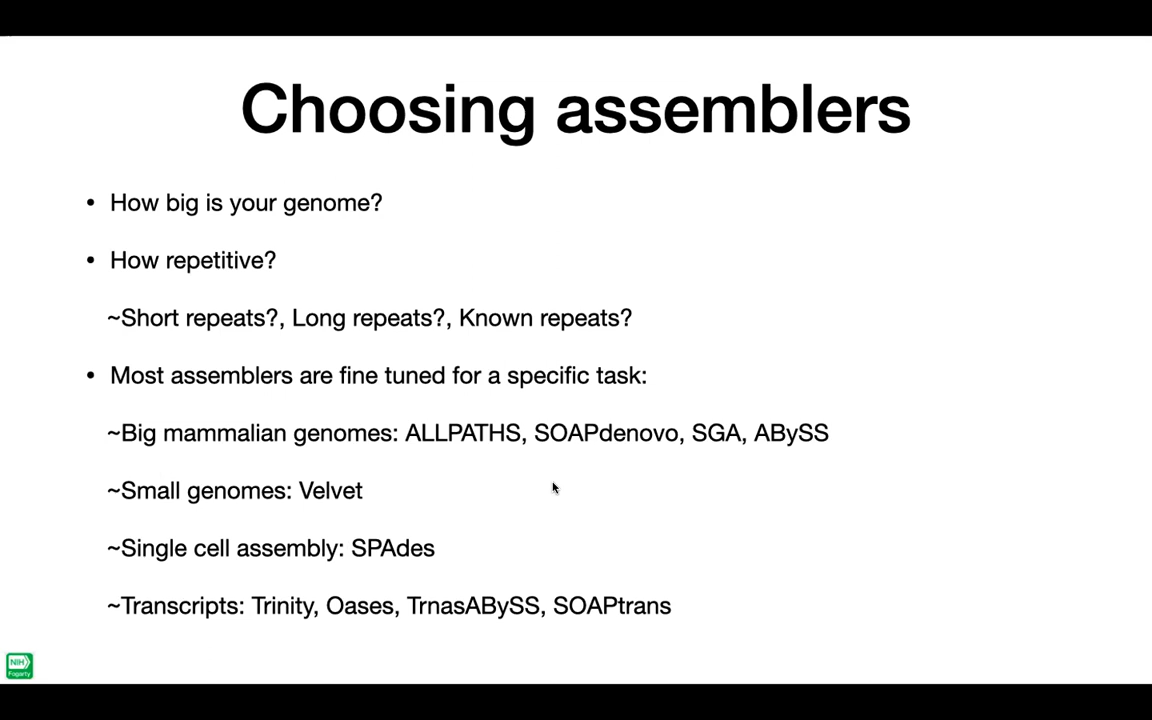 Choosing assemblers
• How big is your genome?
• How repetitive?
~Short repeats?, Long repeats?, Known repeats?
• Most assemblers are fine tuned for a specific task:
~Big mammalian genomes: ALLPATHS, SOAPdenovo, SGA, ABySS
~Small genomes: Velvet
~Single cell assembly: SPAdes
~Transcripts: Trinity, Oases, TrnasABySS, SOAPtrans
NIH
Fogarty